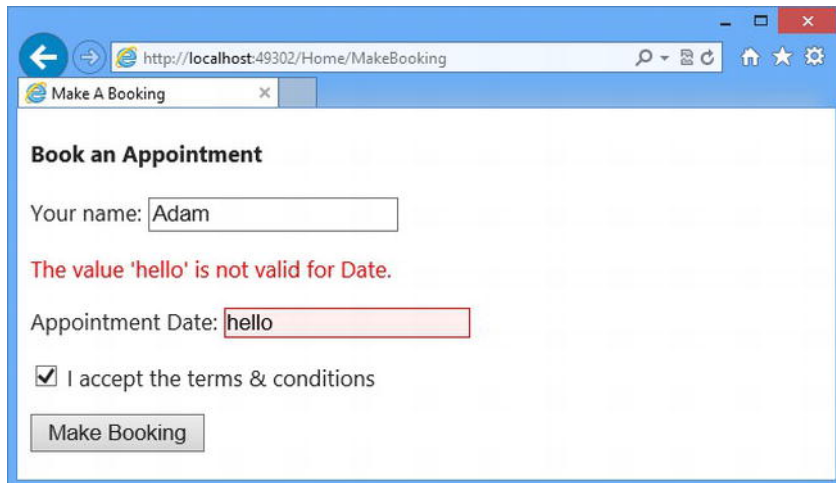 http://localhost:49302/Home/MakeBooking
Make A Booking
Book an Appointment
Your name: Adam
The value 'hello' is not valid for Date.
Appointment Date: hello
I accept the terms & conditions
Make Booking